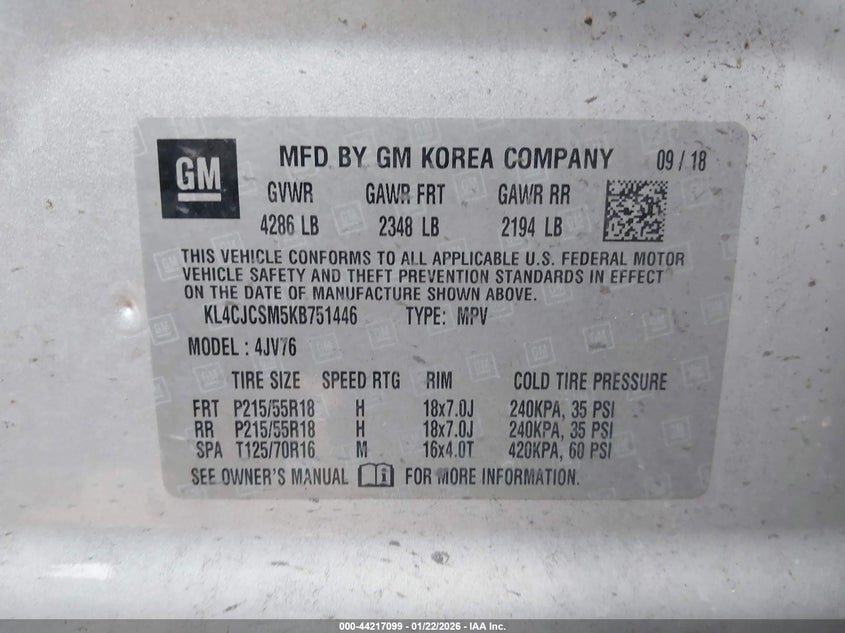 GM
MFD BY GM KOREA COMPANY 09 / 18
GVWR GAWR FRT GAWR RR
4286 LB 2348 LB 2194 LB
THIS VEHICLE CONFORMS TO ALL APPLICABLE U.S. FEDERAL MOTOR
VEHICLE SAFETY AND THEFT PREVENTION STANDARDS IN EFFECT
ON THE DATE OF MANUFACTURE SHOWN ABOVE.
KL4CJCSM5KB751446 TYPE: MPV
MODEL : 4JV76
TIRE SIZE SPEED RTG RIM COLD TIRE PRESSURE
FRT P215/55R18 H 18x7.0J 240KPA, 35 PSI
RR P215/55R18 H 18x7.0J 240KPA, 35 PSI
SPA T125/70R16 M 16x4.0T 420KPA, 60 PSI
SEE OWNER'S MANUAL FOR MORE INFORMATION.
000-44217099 — 01/22/2026 — IAA Inc.